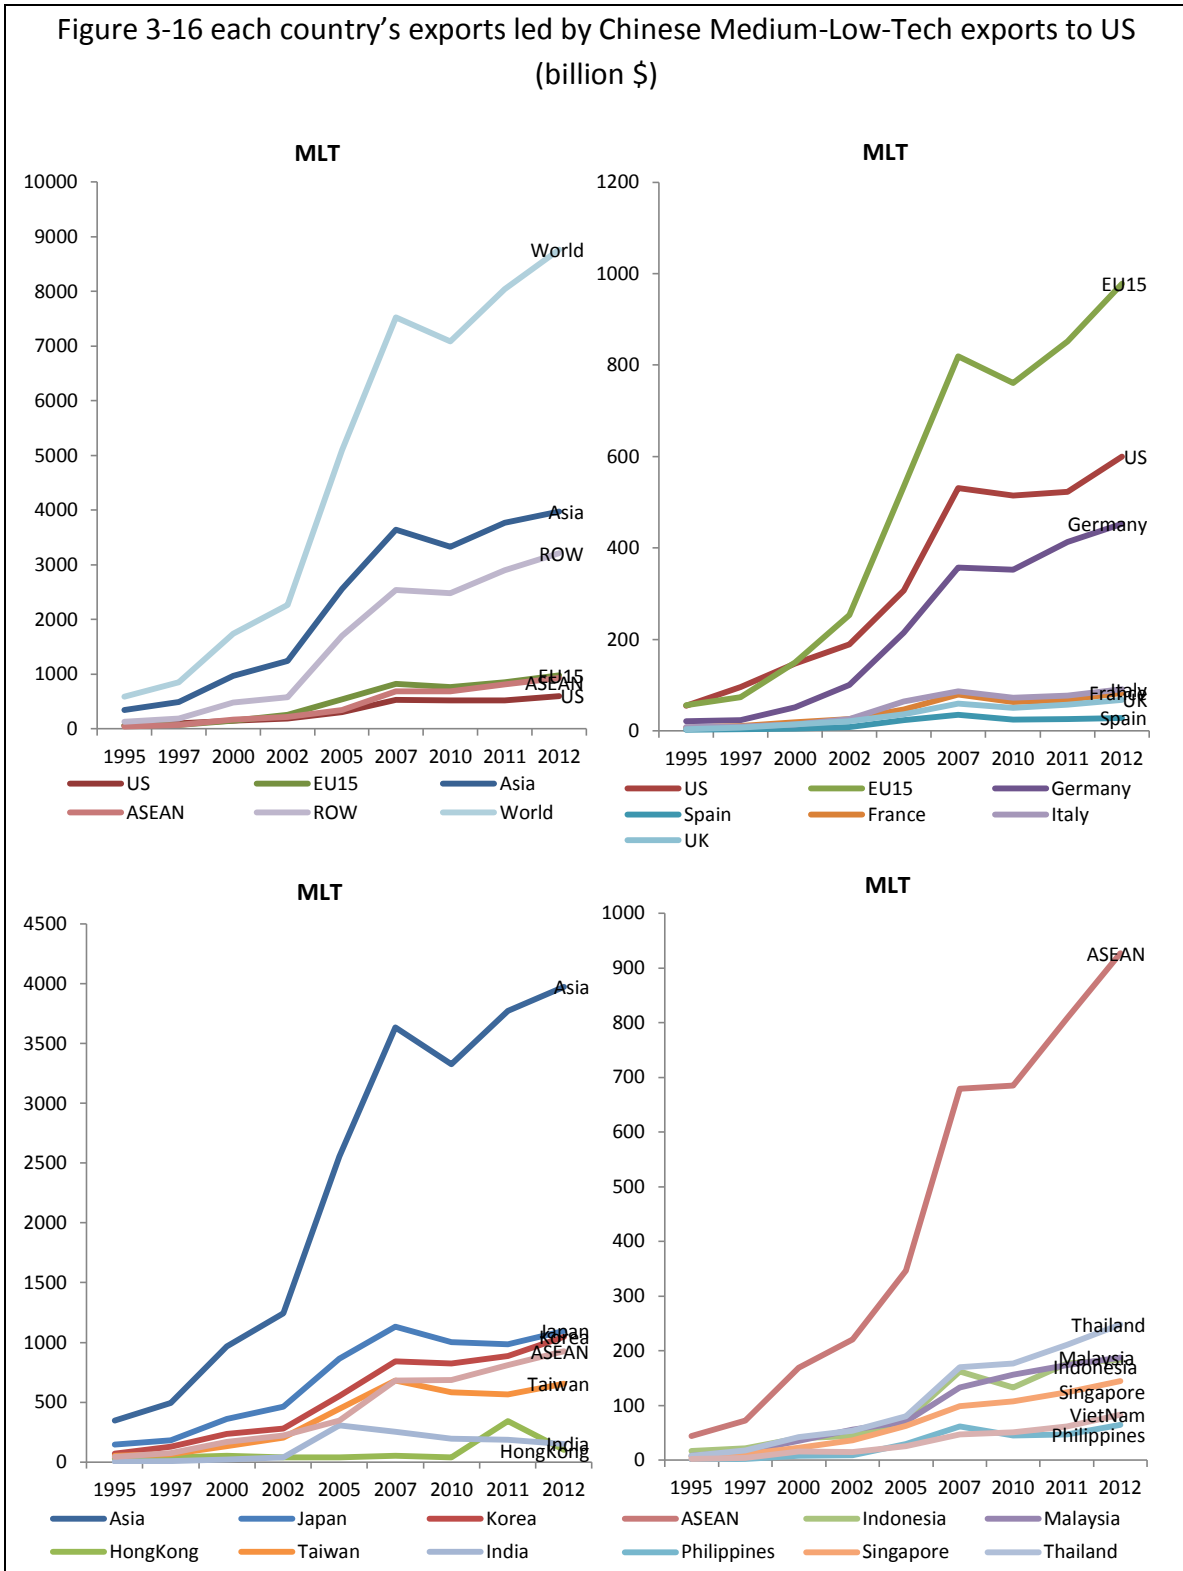 Figure 3-16 each country’s exports led by Chinese Medium-Low-Tech exports to US
(billion $)
MLT
10000
9000
8000
7000
6000
5000
4000
3000
2000
1000
0
World
Asia
ROW
EU15
ASEAN
US
1995 1997 2000 2002 2005 2007 2010 2011 2012
US EU15 Asia
ASEAN ROW World
MLT
1200
1000
800
600
400
200
0
EU15
US
Germany
Italy
France
UK
Spain
1995 1997 2000 2002 2005 2007 2010 2011 2012
US EU15 Germany
Spain France Italy
UK
MLT
4500
4000
3500
3000
2500
2000
1500
1000
500
0
Asia
Japan
Korea
ASEAN
Taiwan
India
HongKong
1995 1997 2000 2002 2005 2007 2010 2011 2012
Asia Japan Korea
HongKong Taiwan India
MLT
1000
900
800
700
600
500
400
300
200
100
0
ASEAN
Thailand
Malaysia
Indonesia
Singapore
VietNam
Philippines
1995 1997 2000 2002 2005 2007 2010 2011 2012
ASEAN Indonesia Malaysia
Philippines Singapore Thailand